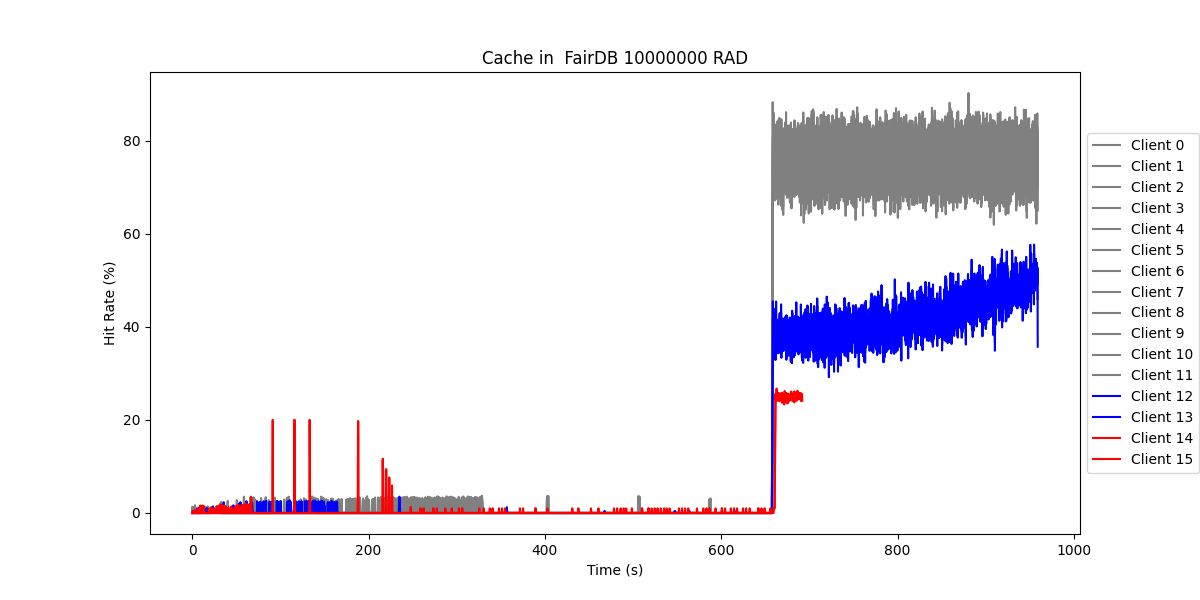 Cache in  FairDB 10000000 RAD
Hit Rate (%)
80
60
40
20
0
0 200 400 600 800 1000
Time (s)
Client 0
Client 1
Client 2
Client 3
Client 4
Client 5
Client 6
Client 7
Client 8
Client 9
Client 10
Client 11
Client 12
Client 13
Client 14
Client 15